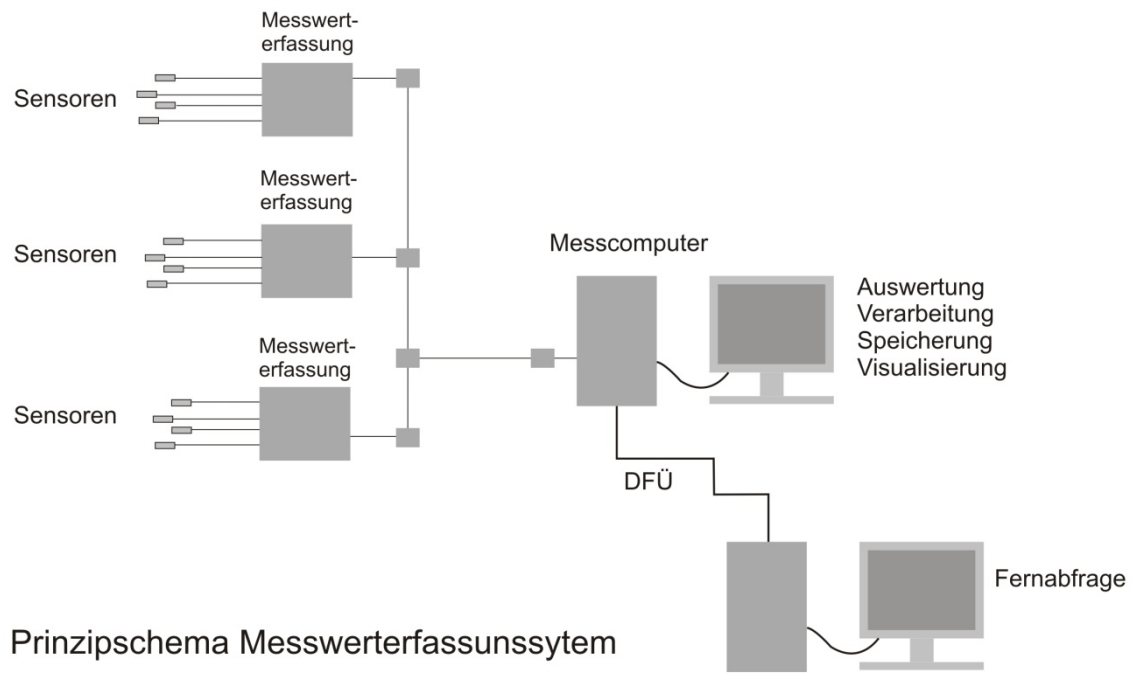 Messwert-
erfassung
Sensoren
Messwert-
erfassung
Sensoren
Messwert-
erfassung
Sensoren
Messcomputer
Auswertung
Verarbeitung
Speicherung
Visualisierung
DFÜ
Fernabfrage
Prinzipschema Messwerterfassunssytem